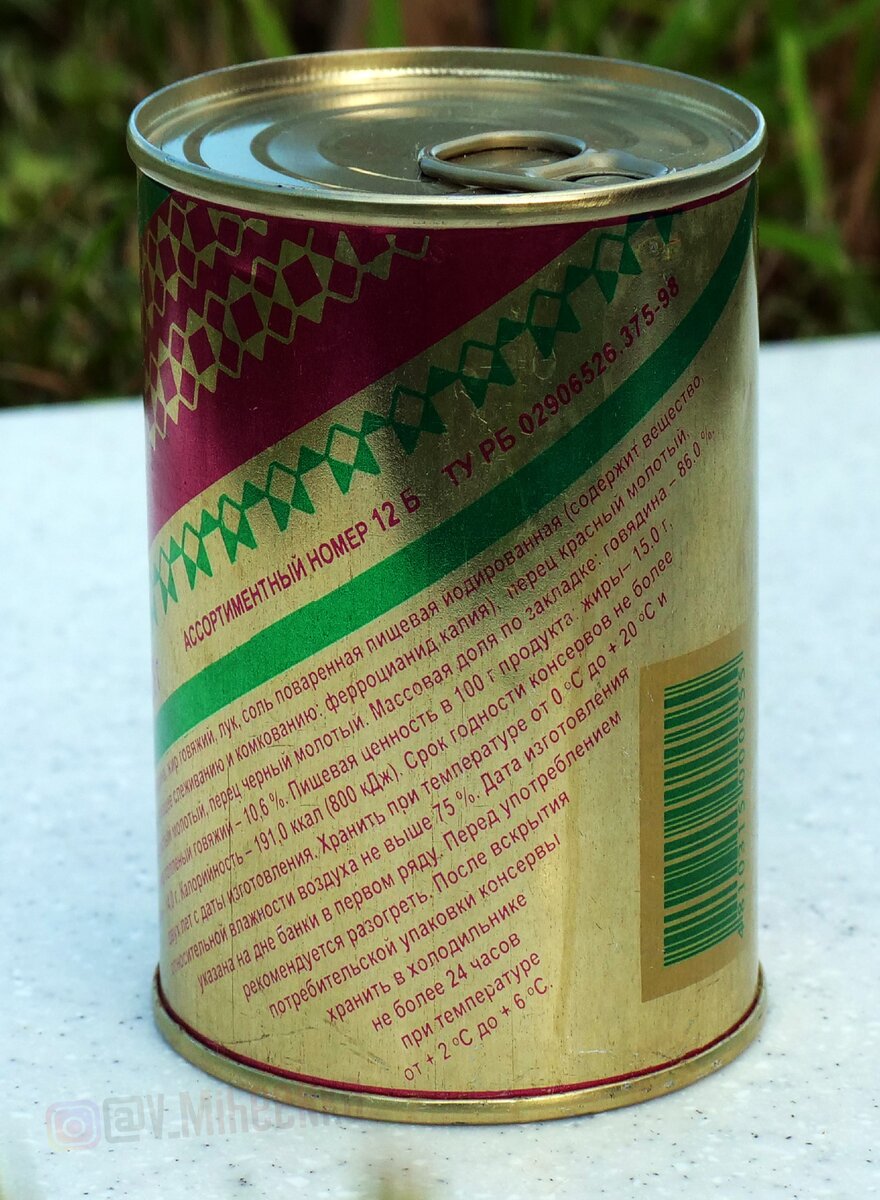 АССОРТИМЕНТНЫЙ НОМЕР 12 Б ТУ РБ 02906526.375-98
жир говяжий, лук, соль поваренная пищевая йодированная (содержит вещество
слеживанию и комкованию: ферроцианид калия), перец красный молотый,
молотый, перец черный молотый. Массовая доля по закладке: говядина – 86.0 %,
говяжий – 10,6 %. Пищевая ценность в 100 г продукта: жиры – 15.0 г,
Калорийность – 191.0 ккал (800 кДж). Срок годности консервов не более
двух лет с даты изготовления. Хранить при температуре от 0 °С до + 20 °С и
относительной влажности воздуха не выше 75 %. Дата изготовления
указана на дне банки в первом ряду. Перед употреблением
рекомендуется разогреть. После вскрытия
потребительской упаковки консервы
хранить в холодильнике
не более 24 часов
при температуре
от + 2 °С до + 6 °С.